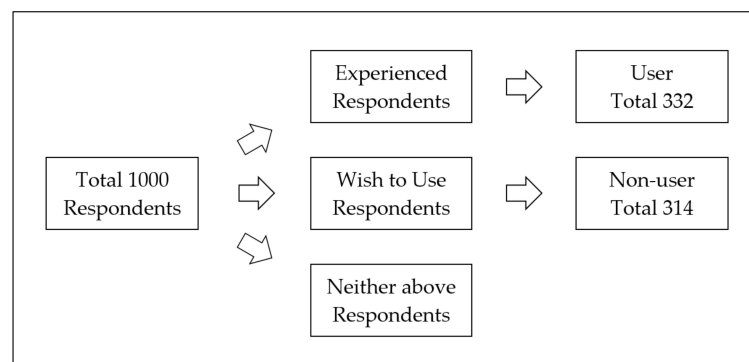 Experienced
Respondents
User
Total 332
Total 1000
Respondents
Wish to Use
Respondents
Non-user
Total 314
Neither above
Respondents